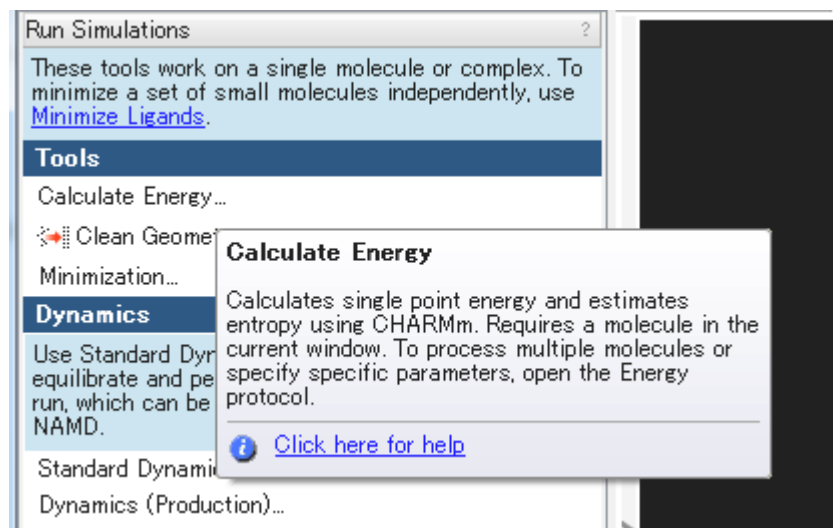 Run Simulations ?
These tools work on a single molecule or complex. To
minimize a set of small molecules independently, use
Minimize Ligands.
Tools
Calculate Energy...
Clean Geome
Minimization...
Dynamics
Use Standard Dyn
equilibrate and pe
run, which can be
NAMD.
Standard Dynami
Dynamics (Production)...
Calculate Energy
Calculates single point energy and estimates
entropy using CHARMm. Requires a molecule in the
current window. To process multiple molecules or
specify specific parameters, open the Energy
protocol.
Click here for help